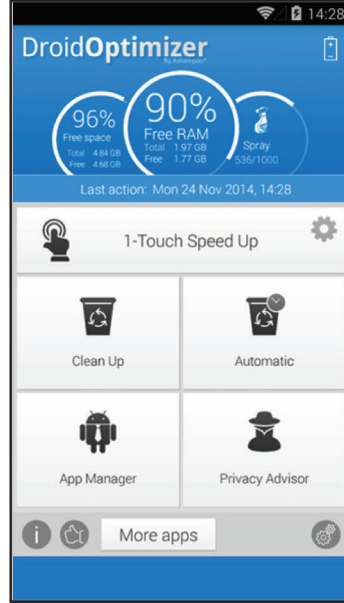 14:28
DroidOptimizer
By Ashampoo®
96%
Free space
Total 4.84 GB
Free 4.68 GB
90%
Free RAM
Total 1.97 GB
Free 1.77 GB
Spray
536/1000
Last action: Mon 24 Nov 2014, 14:28
1-Touch Speed Up
Clean Up
Automatic
App Manager
Privacy Advisor
i
More apps